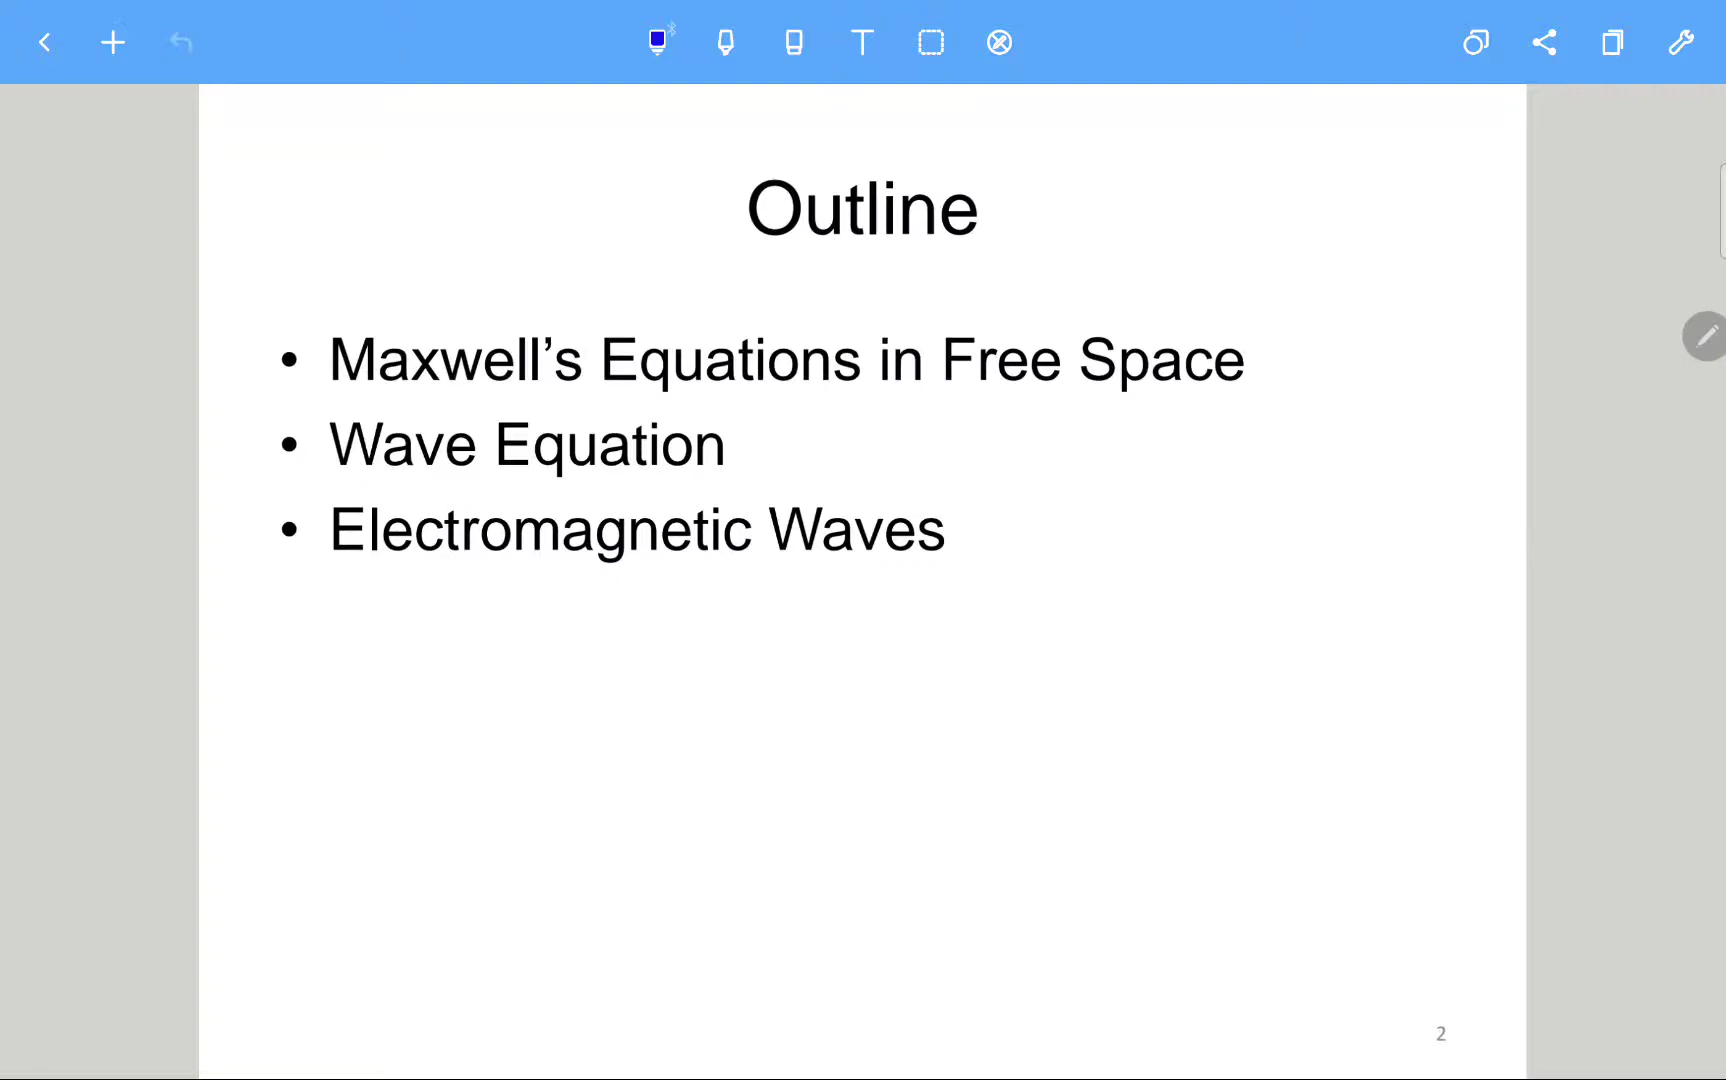 Outline
• Maxwell’s Equations in Free Space
• Wave Equation
• Electromagnetic Waves
2